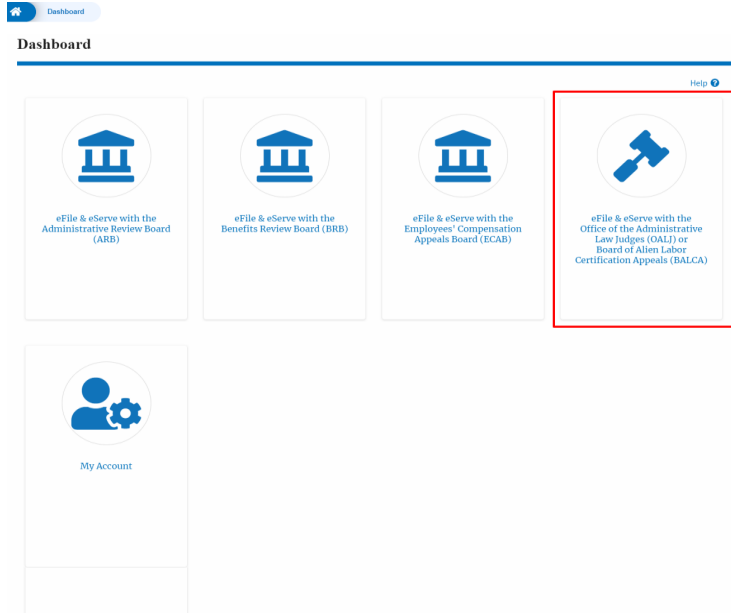 Dashboard
Dashboard
Help
eFile & eServe with the
Administrative Review Board
(ARB)
eFile & eServe with the
Benefits Review Board (BRB)
eFile & eServe with the
Employees' Compensation
Appeals Board (ECAB)
eFile & eServe with the
Office of the Administrative
Law Judges (OALJ) or
Board of Alien Labor
Certification Appeals (BALCA)
My Account